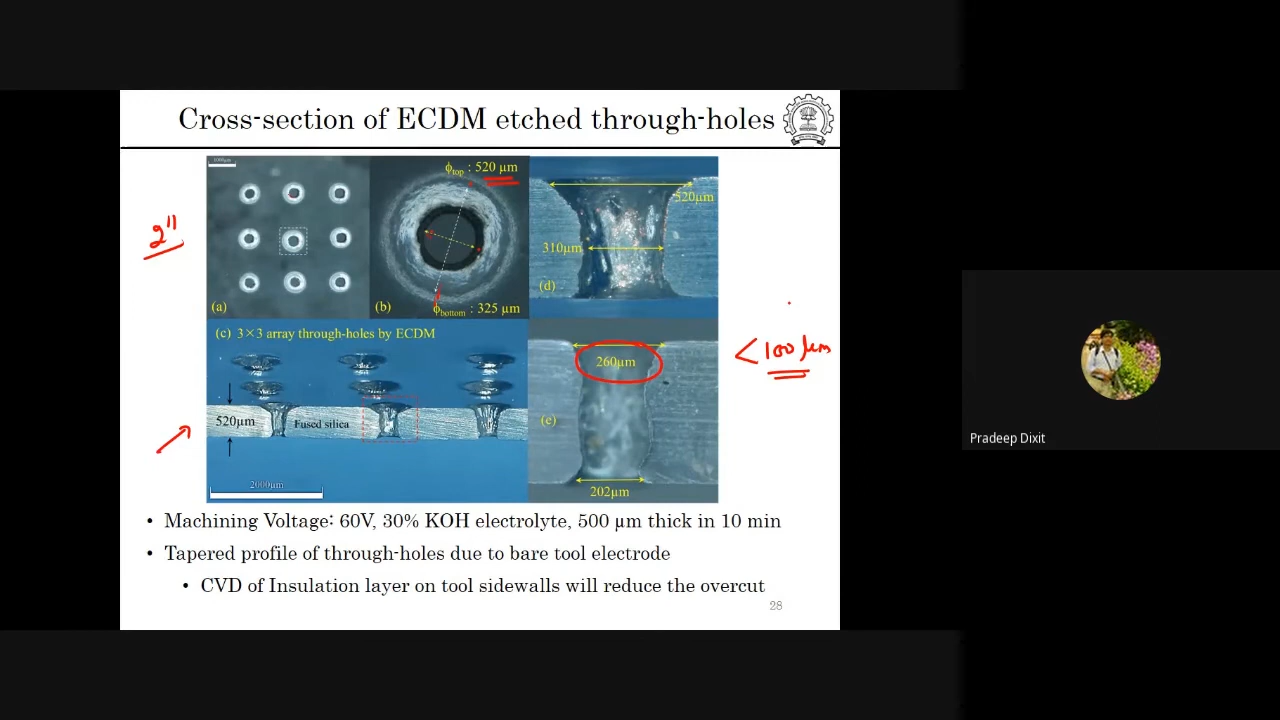 Cross-section of ECDM etched through-holes
1000µm
ϕtop : 520 µm
520µm
2"
310µm
(a)
(b)
(d)
ϕbottom : 325 µm
(c) 3×3 array through-holes by ECDM
260µm
< 100 µm
520µm
Fused silica
(e)
2000µm
202µm
• Machining Voltage: 60V, 30% KOH electrolyte, 500 µm thick in 10 min
• Tapered profile of through-holes due to bare tool electrode
• CVD of Insulation layer on tool sidewalls will reduce the overcut
28
Pradeep Dixit